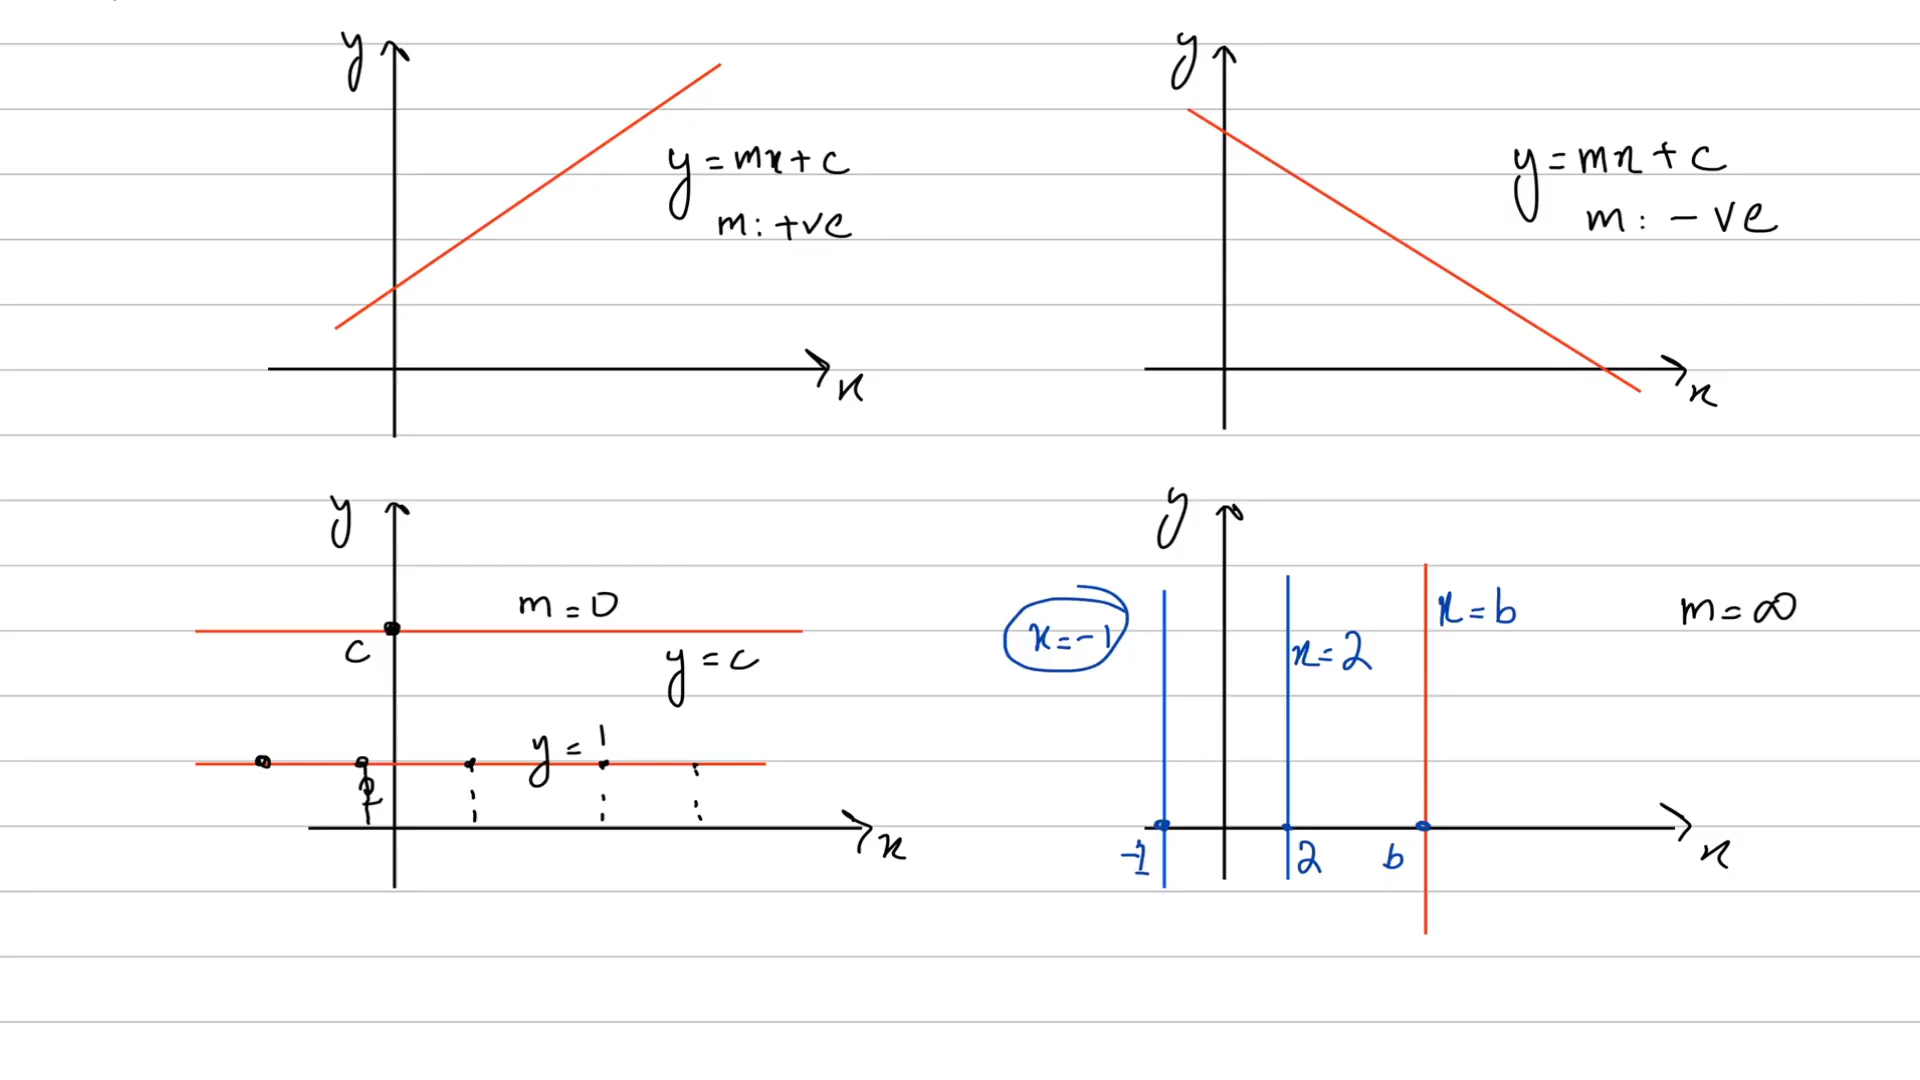 y
y = mx + c
m: +ve
x
y
y = mx + c
m: -ve
x
y
m = 0
c
y = c
y = 1
x
y
x = -1
x = 2
x = b
m = ∞
-1
2
b
x